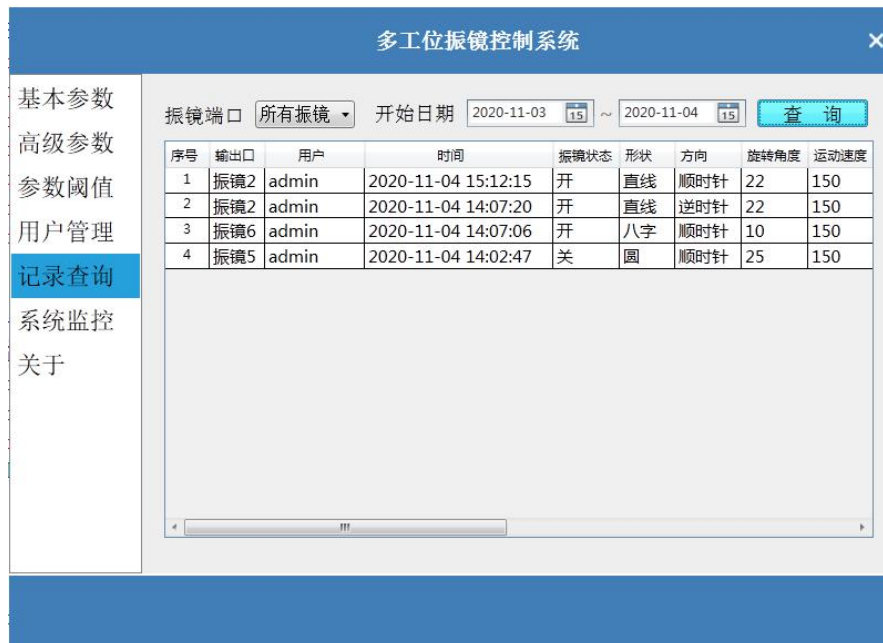 多工位振镜控制系统
基本参数
高级参数
参数阈值
用户管理
记录查询
系统监控
关于
振镜端口 所有振镜 开始日期 2020-11-03 15 ~ 2020-11-04 15 查 询
序号 输出口 用户 时间 振镜状态 形状 方向 旋转角度 运动速度
1 振镜2 admin 2020-11-04 15:12:15 开 直线 顺时针 22 150
2 振镜2 admin 2020-11-04 14:07:20 开 直线 逆时针 22 150
3 振镜6 admin 2020-11-04 14:07:06 开 八字 顺时针 10 150
4 振镜5 admin 2020-11-04 14:02:47 关 圆 顺时针 25 150